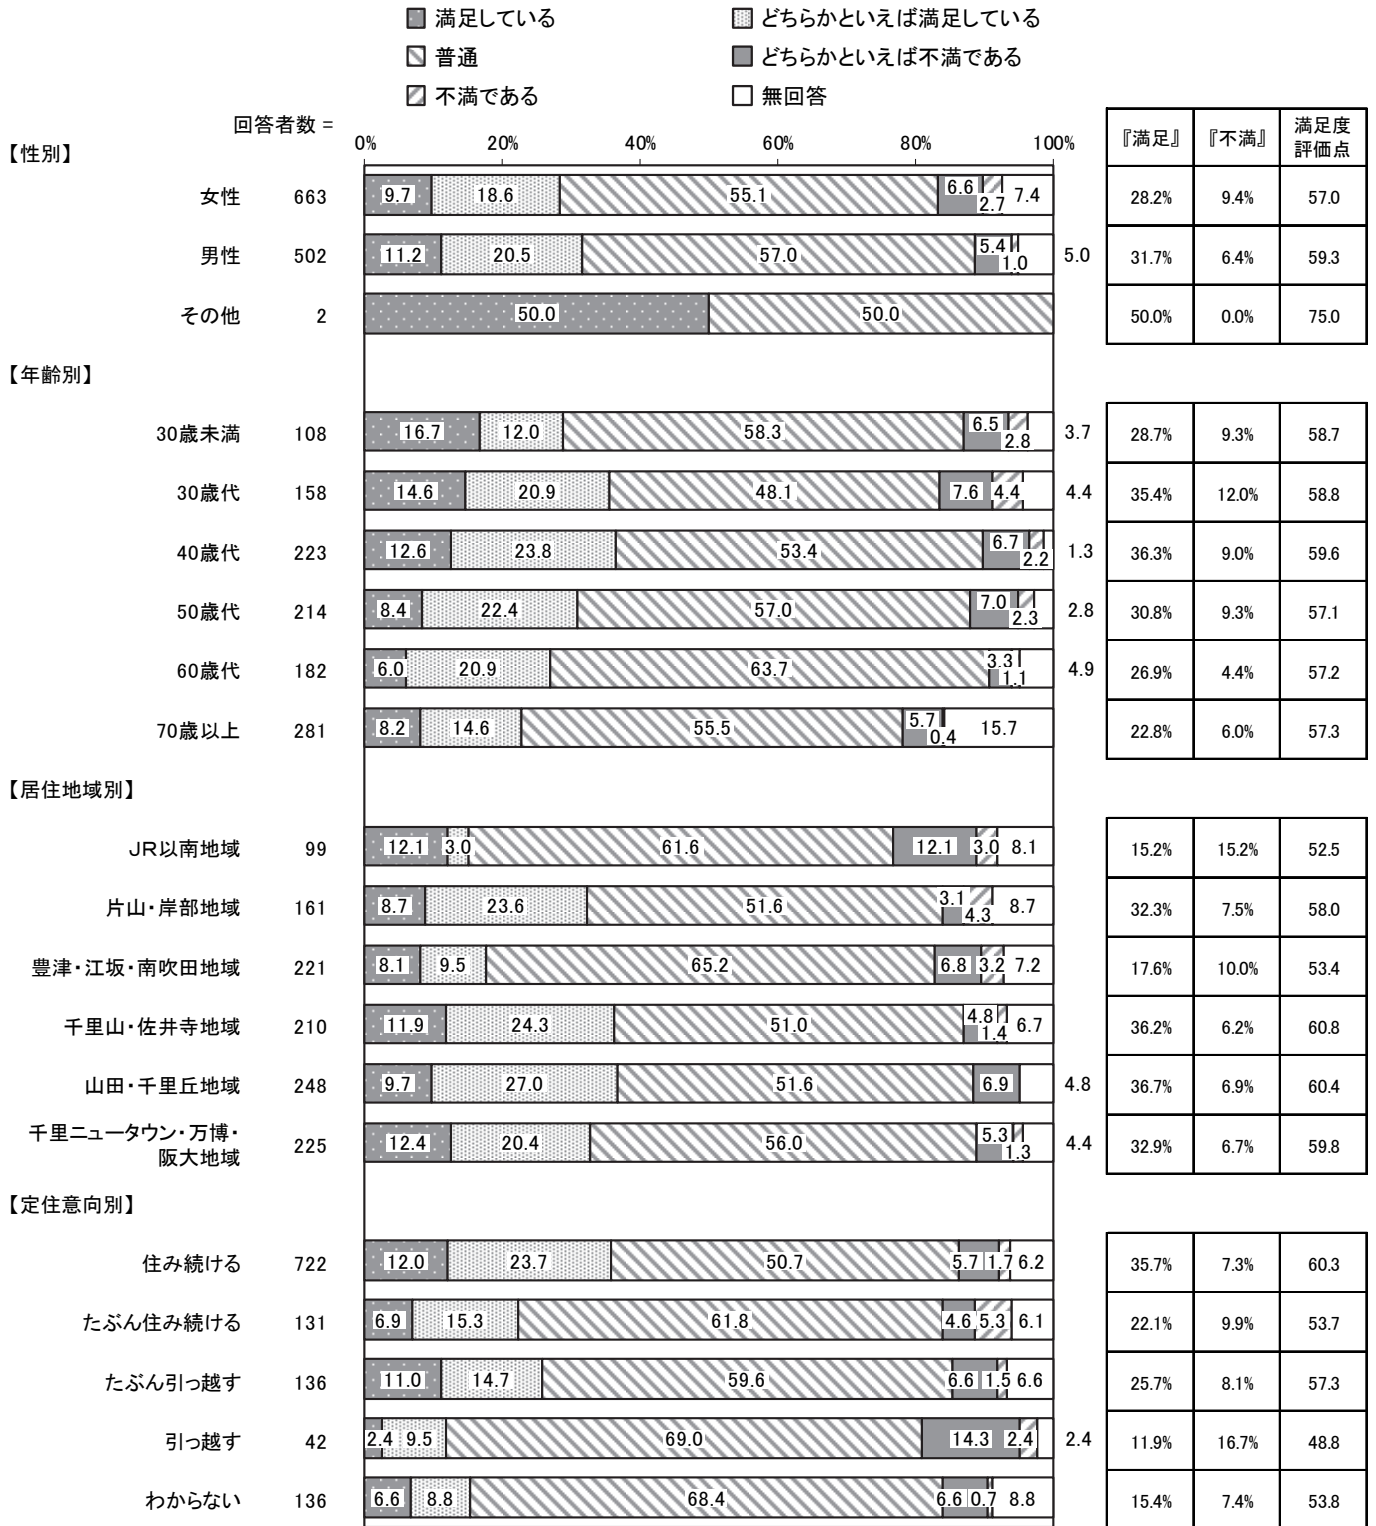 満足している どちらかといえば満足している
普通 どちらかといえば不満である
不満である 無回答
回答者数 =
0% 20% 40% 60% 80% 100%
『満足』 『不満』 満足度
評価点
【性別】
女性 663 9.7 18.6 55.1 6.6 2.7 7.4 28.2% 9.4% 57.0
男性 502 11.2 20.5 57.0 5.4 1.0 5.0 31.7% 6.4% 59.3
その他 2 50.0 50.0 50.0% 0.0% 75.0
【年齢別】
30歳未満 108 16.7 12.0 58.3 6.5 2.8 3.7 28.7% 9.3% 58.7
30歳代 158 14.6 20.9 48.1 7.6 4.4 4.4 35.4% 12.0% 58.8
40歳代 223 12.6 23.8 53.4 6.7 2.2 1.3 36.3% 9.0% 59.6
50歳代 214 8.4 22.4 57.0 7.0 2.3 2.8 30.8% 9.3% 57.1
60歳代 182 6.0 20.9 63.7 3.3 1.1 4.9 26.9% 4.4% 57.2
70歳以上 281 8.2 14.6 55.5 5.7 0.4 15.7 22.8% 6.0% 57.3
【居住地域別】
JR以南地域 99 12.1 3.0 61.6 12.1 3.0 8.1 15.2% 15.2% 52.5
片山・岸部地域 161 8.7 23.6 51.6 3.1 4.3 8.7 32.3% 7.5% 58.0
豊津・江坂・南吹田地域 221 8.1 9.5 65.2 6.8 3.2 7.2 17.6% 10.0% 53.4
千里山・佐井寺地域 210 11.9 24.3 51.0 4.8 1.4 6.7 36.2% 6.2% 60.8
山田・千里丘地域 248 9.7 27.0 51.6 6.9 4.8 36.7% 6.9% 60.4
千里ニュータウン・万博・
阪大地域 225 12.4 20.4 56.0 5.3 1.3 4.4 32.9% 6.7% 59.8
【定住意向別】
住み続ける 722 12.0 23.7 50.7 5.7 1.7 6.2 35.7% 7.3% 60.3
たぶん住み続ける 131 6.9 15.3 61.8 4.6 5.3 6.1 22.1% 9.9% 53.7
たぶん引っ越す 136 11.0 14.7 59.6 6.6 1.5 6.6 25.7% 8.1% 57.3
引っ越す 42 2.4 9.5 69.0 14.3 2.4 2.4 11.9% 16.7% 48.8
わからない 136 6.6 8.8 68.4 6.6 0.7 8.8 15.4% 7.4% 53.8